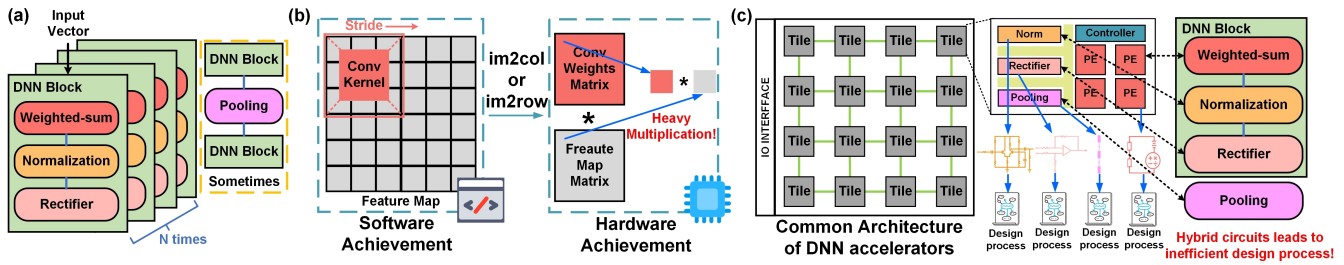 (a)
Input
Vector
DNN Block
Weighted-sum
Normalization
Rectifier
N times
DNN Block
Pooling
DNN Block
Sometimes
(b)
Stride
Conv
Kernel
Feature Map
Software
Achievement
im2col
or
im2row
Conv
Weights
Matrix
*
Freaute
Map
Matrix
*
Heavy
Multiplication!
Hardware
Achievement
(c)
IO INTERFACE
Tile Tile Tile Tile
Tile Tile Tile Tile
Tile Tile Tile Tile
Tile Tile Tile Tile
Common Architecture
of DNN accelerators
Norm
Rectifier
Pooling
Controller
PE PE
PE PE
Design
process
Design
process
Design
process
Design
process
DNN Block
Weighted-sum
Normalization
Rectifier
Pooling
Hybrid circuits leads to
inefficient design process!